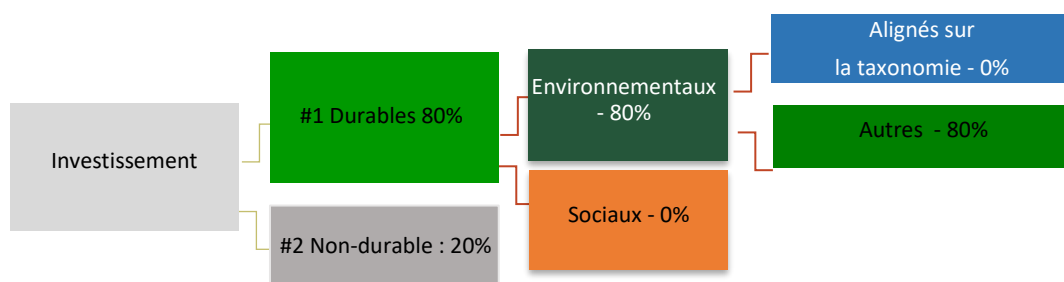 Investissement
#1 Durables 80%
#2 Non-durable : 20%
Environnementaux
- 80%
Sociaux - 0%
Alignés sur
la taxonomie - 0%
Autres - 80%